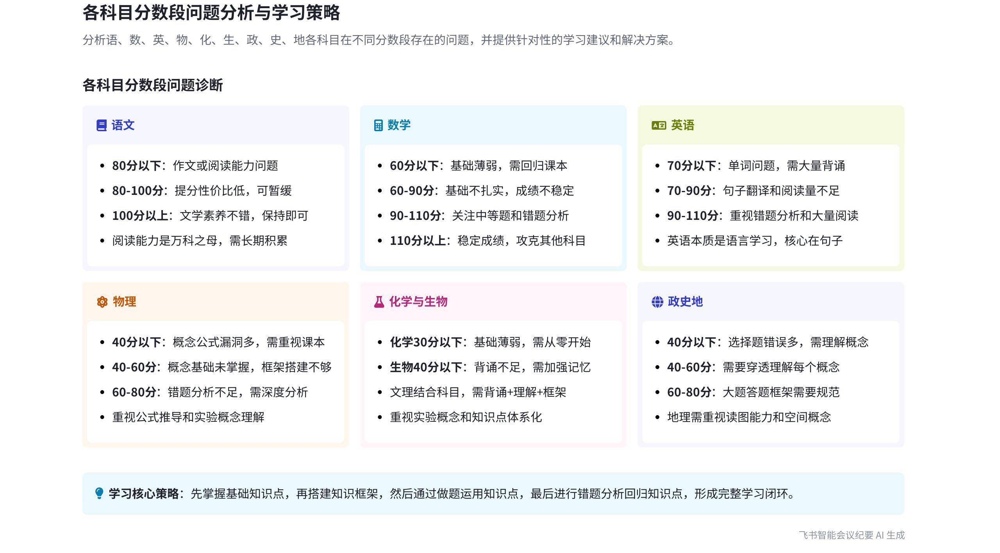 各科目分数段问题分析与学习策略
分析语、数、英、物、化、生、政、史、地各科目在不同分数段存在的问题，并提供针对性的学习建议和解决方案。
各科目分数段问题诊断
语文
80分以下：作文或阅读能力问题
80-100分：提分性价比低，可暂缓
100分以上：文学素养不错，保持即可
阅读能力是万科之母，需长期积累
数学
60分以下：基础薄弱，需回归课本
60-90分：基础不扎实，成绩不稳定
90-110分：关注中等题和错题分析
110分以上：稳定成绩，攻克其他科目
英语
70分以下：单词问题，需大量背诵
70-90分：句子翻译和阅读量不足
90-110分：重视错题分析和大量阅读
英语本质是语言学习，核心在句子
物理
40分以下：概念公式漏洞多，需重视课本
40-60分：概念基础未掌握，框架搭建不够
60-80分：错题分析不足，需深度分析
重视公式推导和实验概念理解
化学与生物
化学30分以下：基础薄弱，需从零开始
生物40分以下：背诵不足，需加强记忆
文理结合科目，需背诵+理解+框架
重视实验概念和知识点体系化
政史地
40分以下：选择题错误多，需理解概念
40-60分：需要穿透理解每个概念
60-80分：大题答题框架需要规范
地理需重视读图能力和空间概念
学习核心策略：先掌握基础知识点，再搭建知识框架，然后通过做题运用知识点，最后进行错题分析回归知识点，形成完整学习闭环。
飞书智能会议纪要 AI 生成